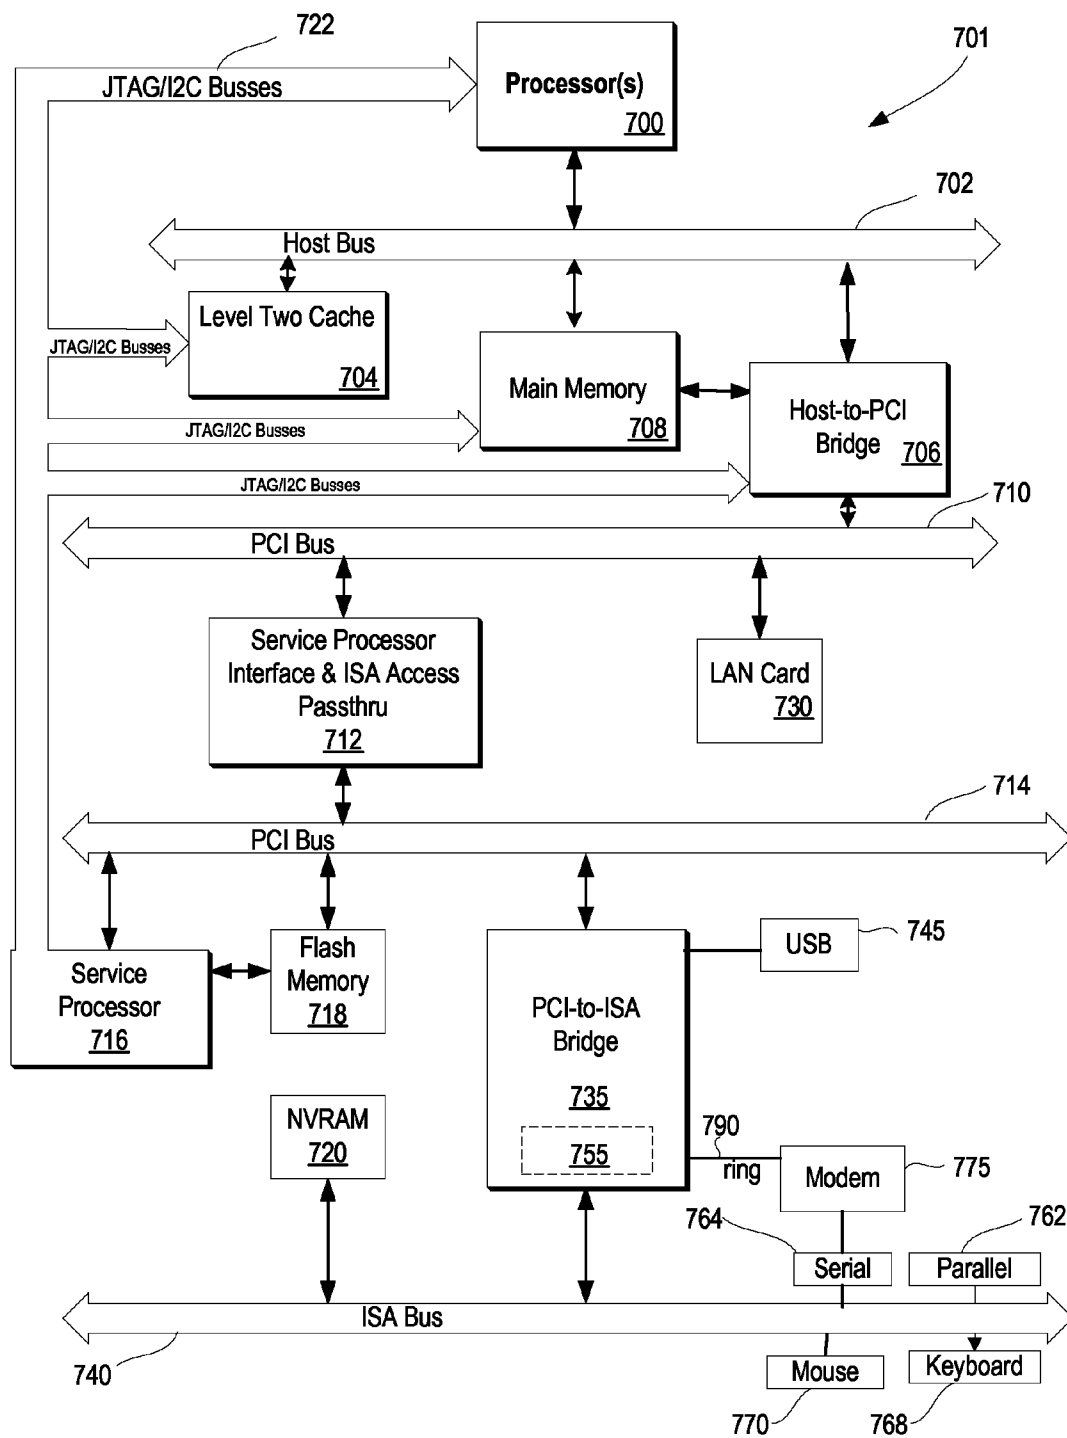 722
701
JTAG/I2C Busses
Processor(s)
700
702
Host Bus
Level Two Cache
704
JTAG/I2C Busses
Main Memory
708
Host-to-PCI
Bridge
706
JTAG/I2C Busses
JTAG/I2C Busses
710
PCI Bus
Service Processor
Interface & ISA Access
Passthru
712
LAN Card
730
714
PCI Bus
Service
Processor
716
Flash
Memory
718
USB
745
PCI-to-ISA
Bridge
735
755
NVRAM
720
790
ring
Modem
775
764
762
Serial
Parallel
ISA Bus
740
Mouse
Keyboard
770
768